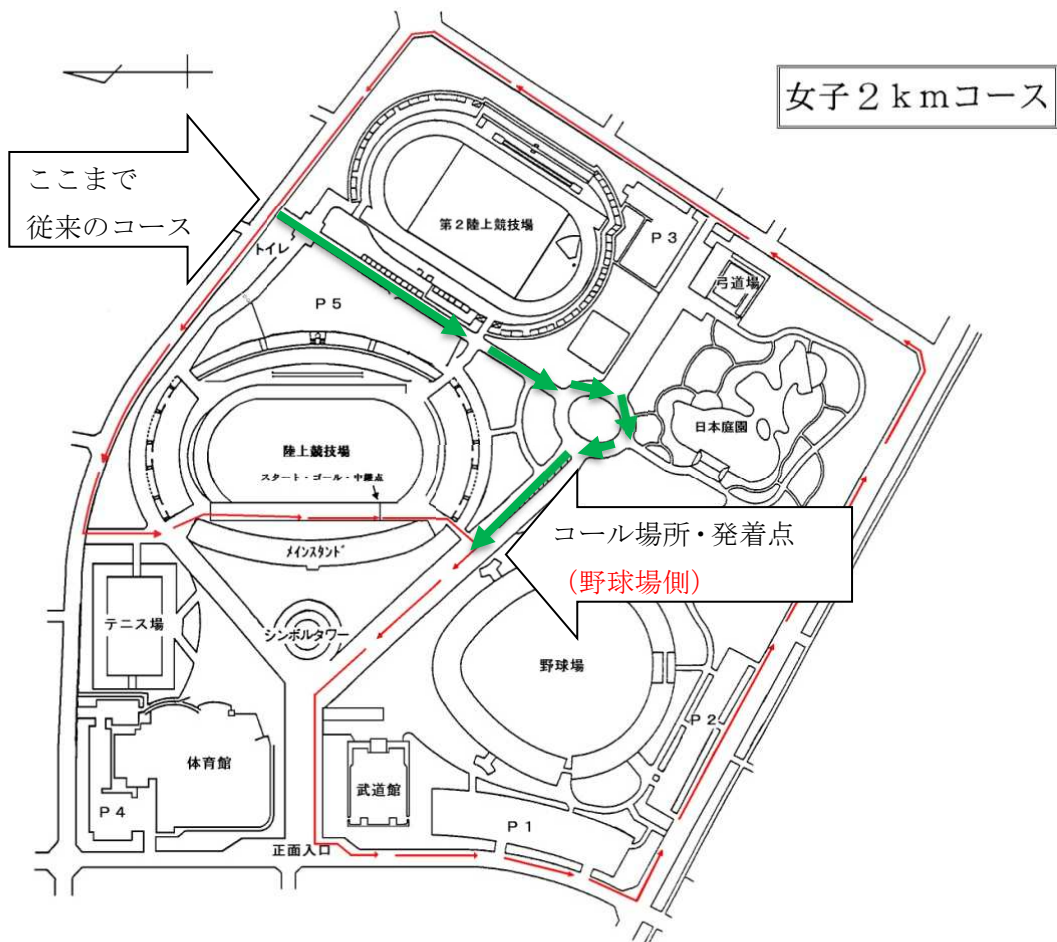 女子２ｋｍコース
ここまで
従来のコース
トイレ
第２陸上競技場
Ｐ３
弓道場
Ｐ５
日本庭園
陸上競技場
スタート・ゴール・中継点
メインスタンド
コール場所・発着点
（野球場側）
テニス場
シンボルタワー
野球場
Ｐ２
体育館
武道館
Ｐ４
Ｐ１
正面入口